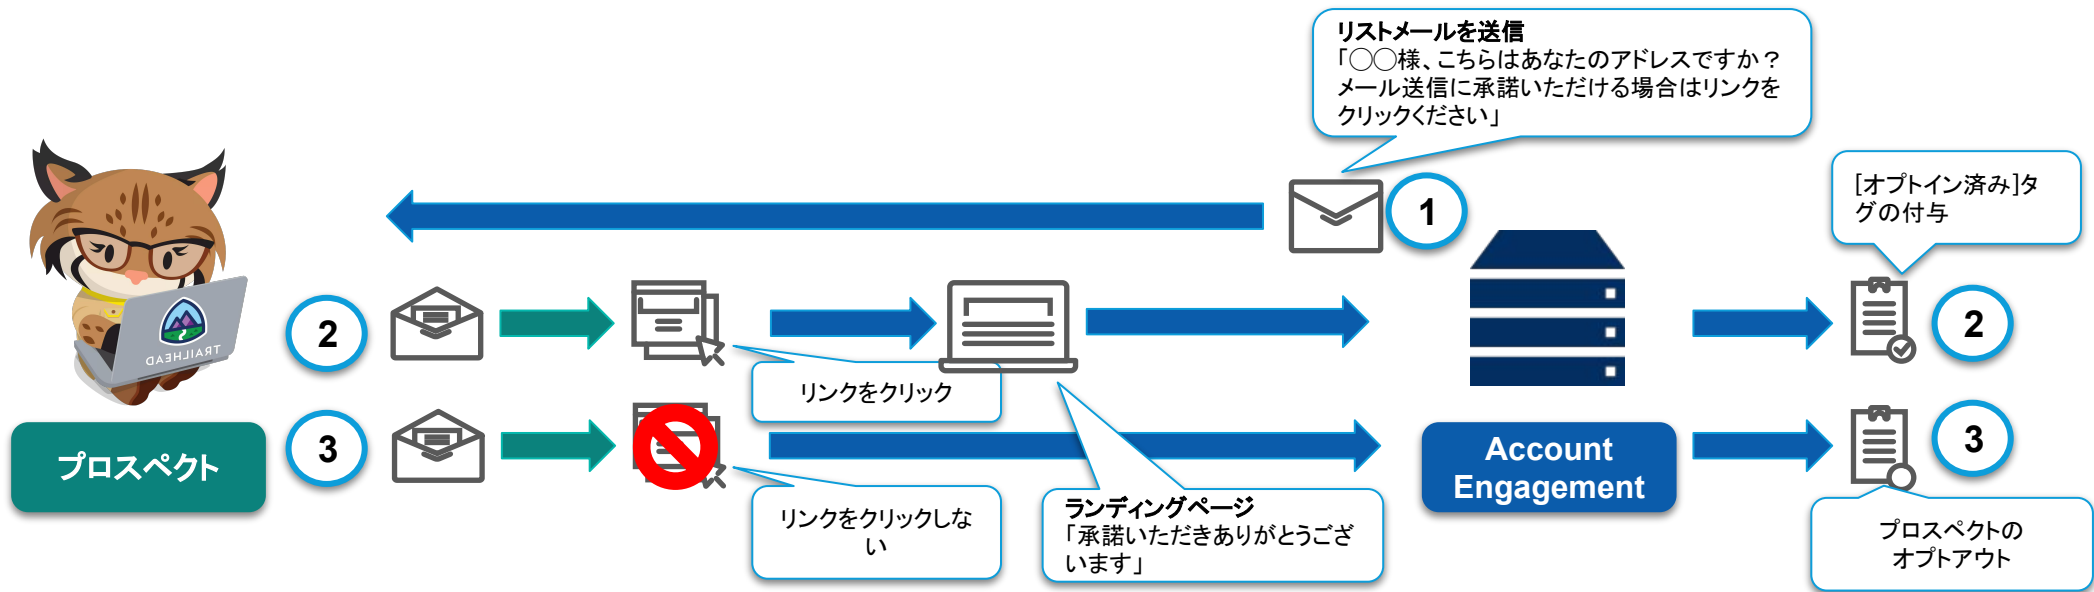 リストメールを送信
「◯◯様、こちらはあなたのアドレスですか？
メール送信に承諾いただける場合はリンクを
クリックください」
1
[オプトイン済み]タ
グの付与
TRAILHEAD
2
リンクをクリック
2
プロスペクト
3
リンクをクリックしな
い
ランディングページ
「承諾いただきありがとうござ
います」
Account
Engagement
3
プロスペクトの
オプトアウト